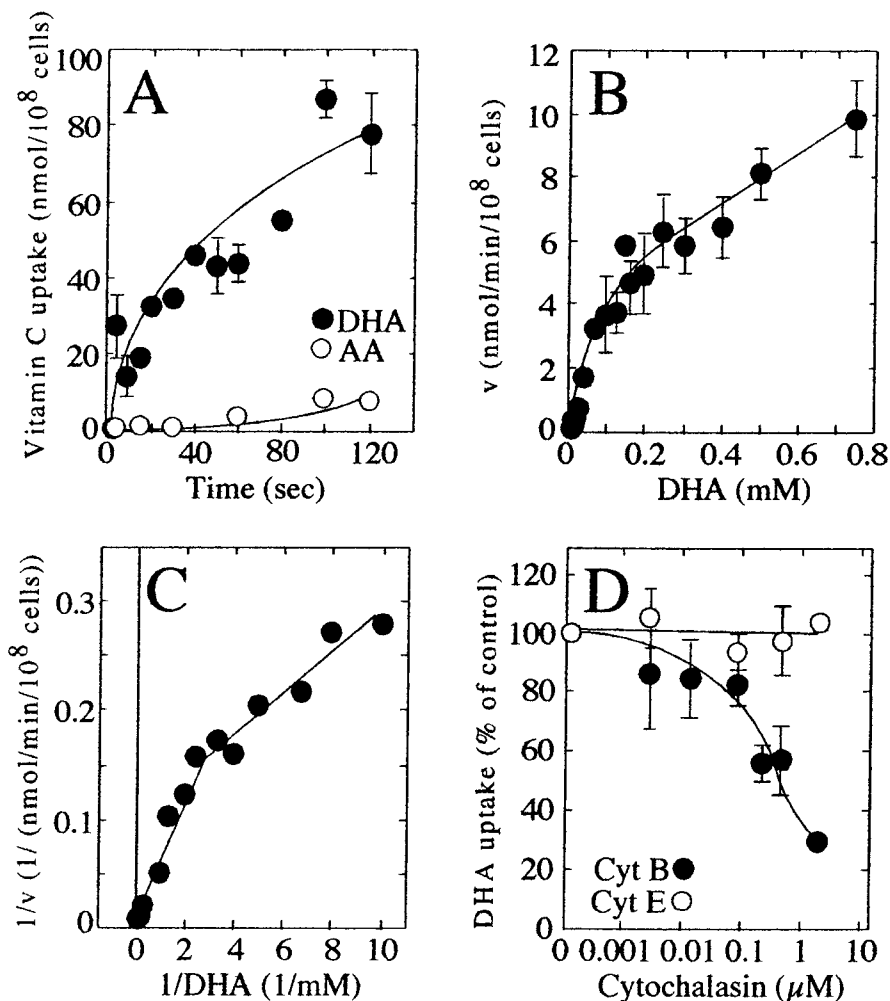 A
Vitamin C uptake (nmol/10⁸ cells)
100
80
60
40
20
0
DHA
AA
0
40
80
120
Time (sec)
B
v (nmol/min/10⁸ cells)
12
10
8
6
4
2
0
0
0.2
0.4
0.6
0.8
DHA (mM)
C
1/v (1/(nmol/min/10⁸ cells))
0.3
0.2
0.1
0
0
2
4
6
8
10
1/DHA (1/mM)
D
DHA uptake (% of control)
120
100
80
60
40
20
0
Cyt B
Cyt E
0
0.001
0.01
0.1
1
10
Cytochalasin (μM)